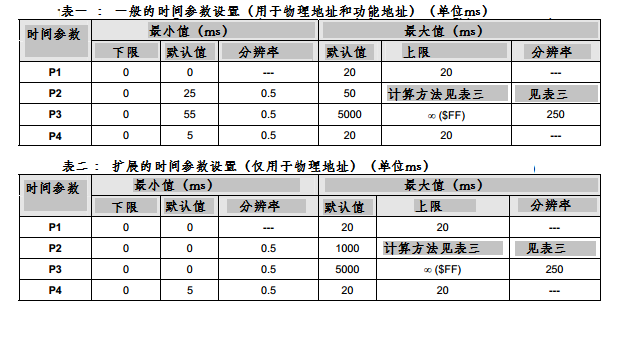 表一 : 一般的时间参数设置 (用于物理地址和功能地址) (单位ms)
时间参数 最小值 (ms) 最大值 (ms)
下限 默认值 分辨率 默认值 上限 分辨率
P1 0 0 --- 20 20 ---
P2 0 25 0.5 50 计算方法见表三 见表三
P3 0 55 0.5 5000 ∞ ($FF) 250
P4 0 5 0.5 20 20 ---
表二 : 扩展的时间参数设置 (仅用于物理地址) (单位ms)
时间参数 最小值 (ms) 最大值 (ms)
下限 默认值 分辨率 默认值 上限 分辨率
P1 0 0 --- 20 20 ---
P2 0 0 0.5 1000 计算方法见表三 见表三
P3 0 0 0.5 5000 ∞ ($FF) 250
P4 0 5 0.5 20 20 ---